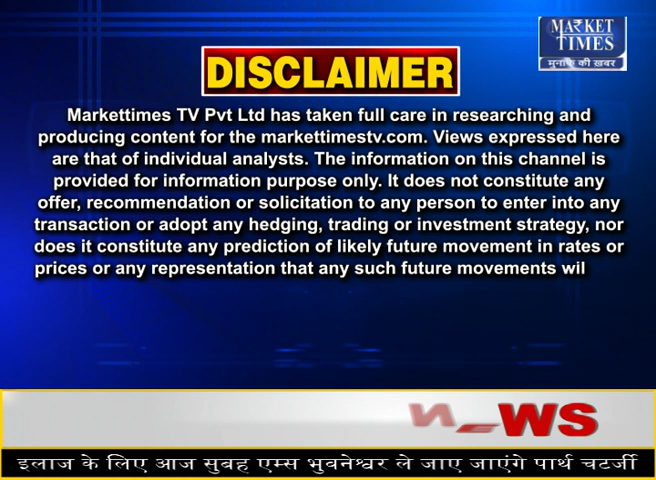 MARKET
TIMES
मुनाफे की ख़बर
DISCLAIMER
Markettimes TV Pvt Ltd has taken full care in researching and
producing content for the markettimestv.com. Views expressed here
are that of individual analysts. The information on this channel is
provided for information purpose only. It does not constitute any
offer, recommendation or solicitation to any person to enter into any
transaction or adopt any hedging, trading or investment strategy, nor
does it constitute any prediction of likely future movement in rates or
prices or any representation that any such future movements wil
NEWS
इलाज के लिए आज सुबह एम्स भुबनेश्वर ले जाए जाएंगे पार्थ चटर्जी